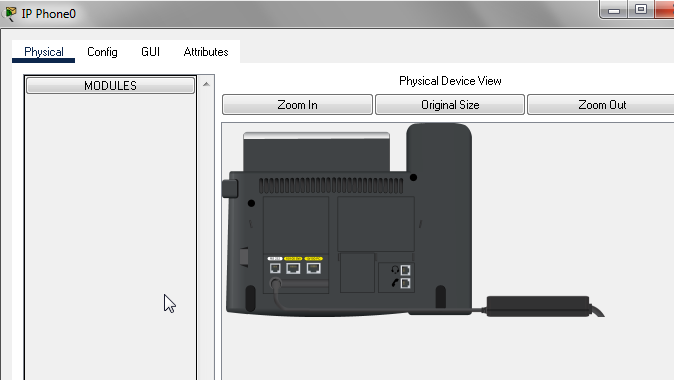 IP Phone0
Physical Config GUI Attributes
MODULES
Physical Device View
Zoom In Original Size Zoom Out